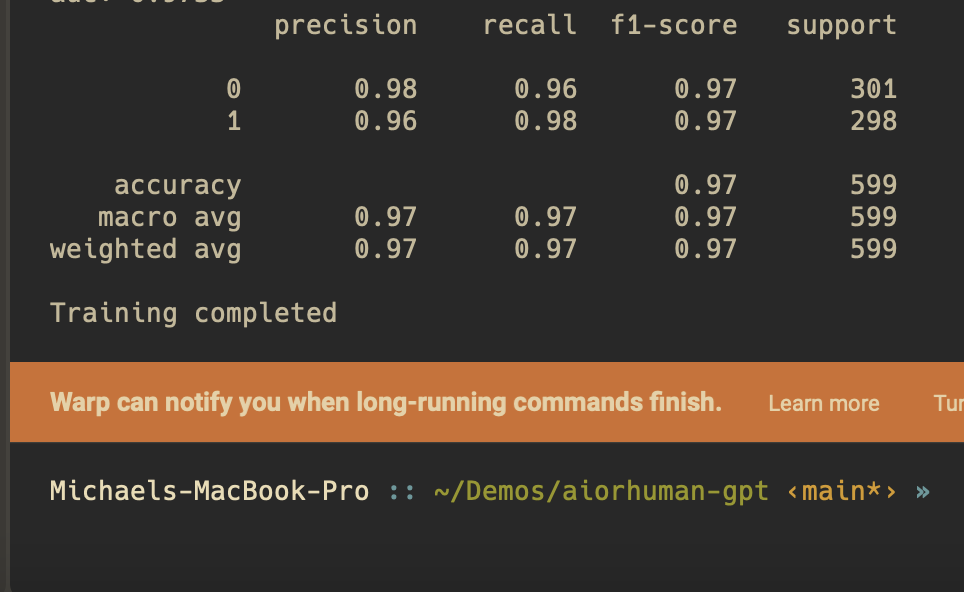 precision recall f1-score support
0 0.98 0.96 0.97 301
1 0.96 0.98 0.97 298
accuracy 0.97 599
macro avg 0.97 0.97 0.97 599
weighted avg 0.97 0.97 0.97 599
Training completed
Warp can notify you when long-running commands finish. Learn more
Michaels-MacBook-Pro :: ~/Demos/aiorhuman-gpt ‹main*› »